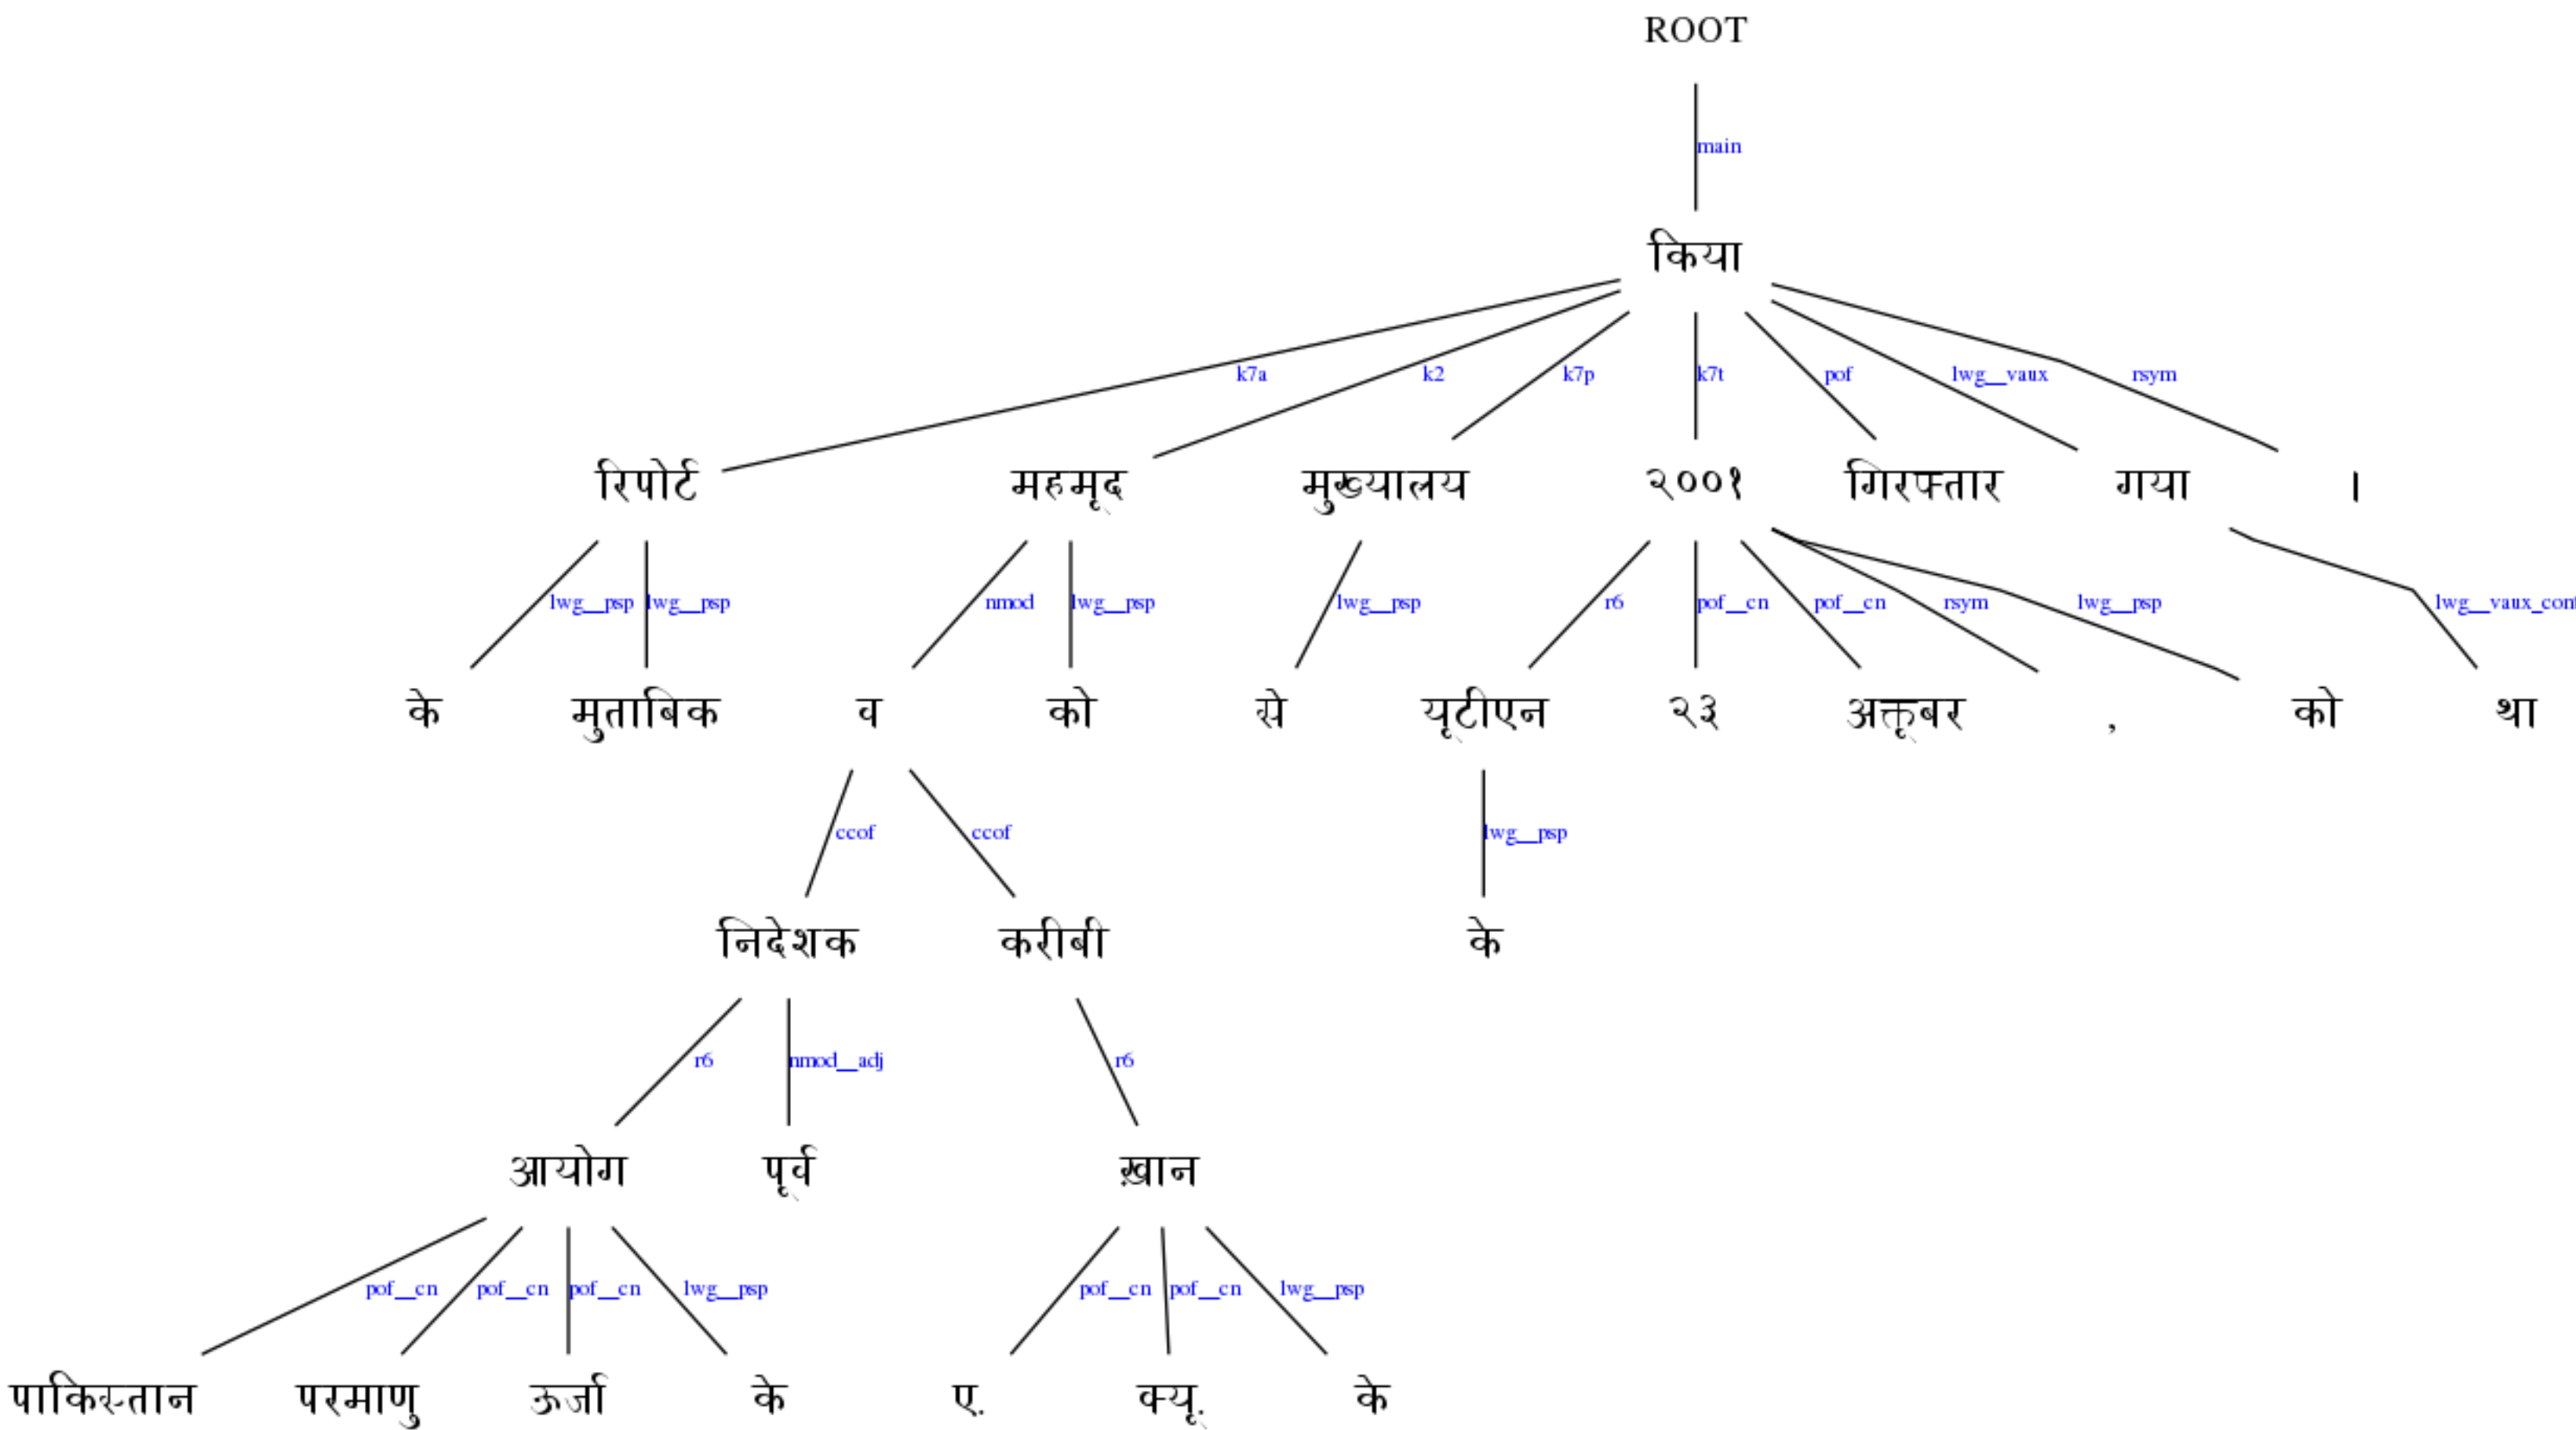 ROOT
main
किया
k7a k2 k7p k7t pof lwg__vaux rsym
रिपोर्ट महमूद मुख्यालय २००१ गिरफ्तार गया ।
lwg__psp lwg__psp nmod lwg__psp lwg__psp r6 pof__cn pof__cn rsym lwg__psp lwg__vaux_cont
के मुताबिक व को से यूटीएन २३ अक्तूबर , को था
ccof ccof lwg__psp
निदेशक करीबी के
r6 nmod__adj r6
आयोग पूर्व ख़ान
pof__cn pof__cn pof__cn lwg__psp pof__cn pof__cn lwg__psp
पाकिस्तान परमाणु ऊर्जा के ए. क्यू. के